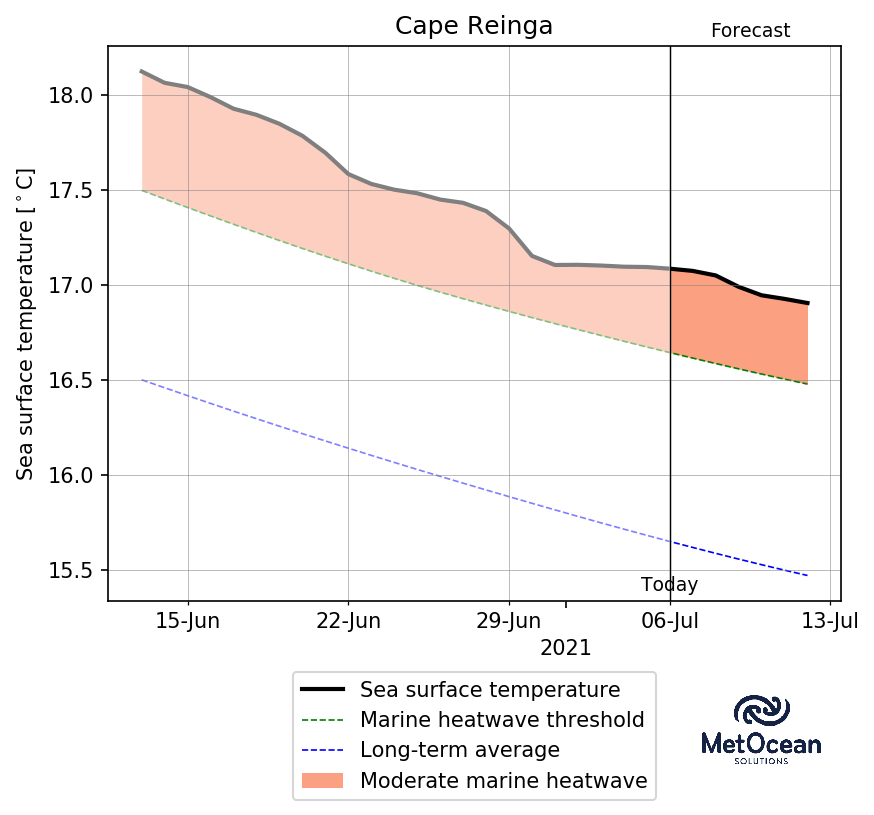 Cape Reinga
Forecast
Sea surface temperature [°C]
18.0
17.5
17.0
16.5
16.0
15.5
Today
15-Jun 22-Jun 29-Jun 06-Jul 13-Jul
2021
Sea surface temperature
Marine heatwave threshold
Long-term average
Moderate marine heatwave
MetOcean
SOLUTIONS